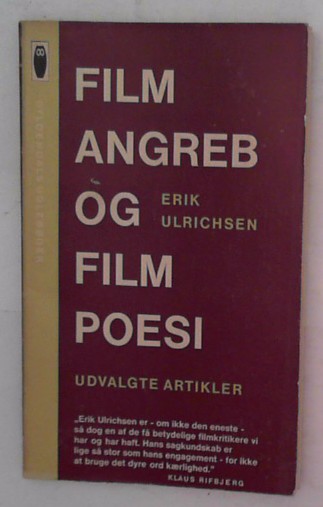 GYLDENDALS UGLEBØGER
FILM
ANGREB
OG
ERIK
ULRICHSEN
FILM
POESI
UDVALGTE ARTIKLER
„Erik Ulrichsen er - om ikke den eneste -
så dog en af de få betydelige filmkritikere vi
har og har haft. Hans sagkundskab er
lige så stor som hans engagement - for ikke
at bruge det dyre ord kærlighed.”
KLAUS RIFBJERG